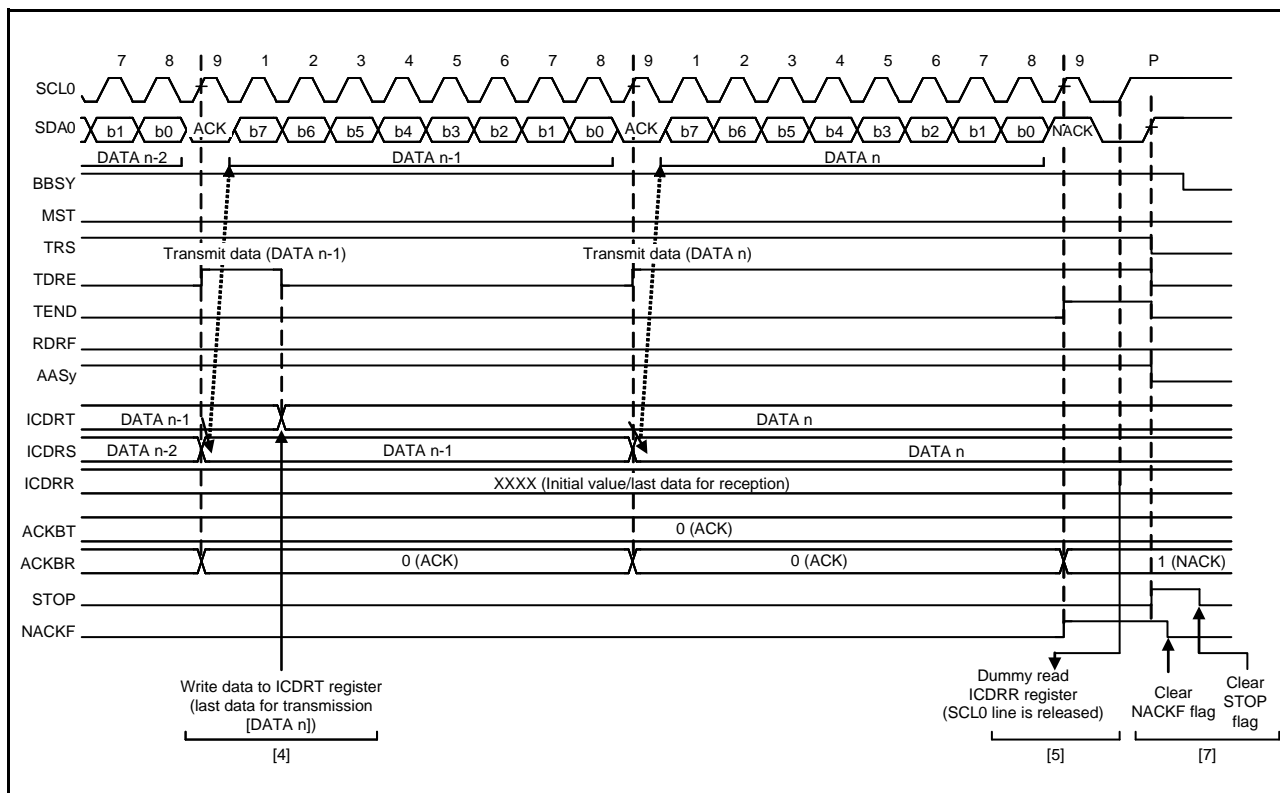 7 8 9 1 2 3 4 5 6 7 8 9 1 2 3 4 5 6 7 8 9 P
SCL0
SDA0 b1 b0 ACK b7 b6 b5 b4 b3 b2 b1 b0 ACK b7 b6 b5 b4 b3 b2 b1 b0 NACK
DATA n-2 DATA n-1 DATA n
BBSY
MST
TRS
Transmit data (DATA n-1) Transmit data (DATA n)
TDRE
TEND
RDRF
AASy
ICDRT DATA n-1 DATA n
ICDRS DATA n-2 DATA n-1 DATA n
ICDRR XXXX (Initial value/last data for reception)
ACKBT 0 (ACK)
ACKBR 0 (ACK) 0 (ACK) 1 (NACK)
STOP
NACKF
Write data to ICDRT register
(last data for transmission
[DATA n])
[4]
Dummy read
ICDRR register
(SCL0 line is released)
[5]
Clear
NACKF flag
Clear
STOP
flag
[7]